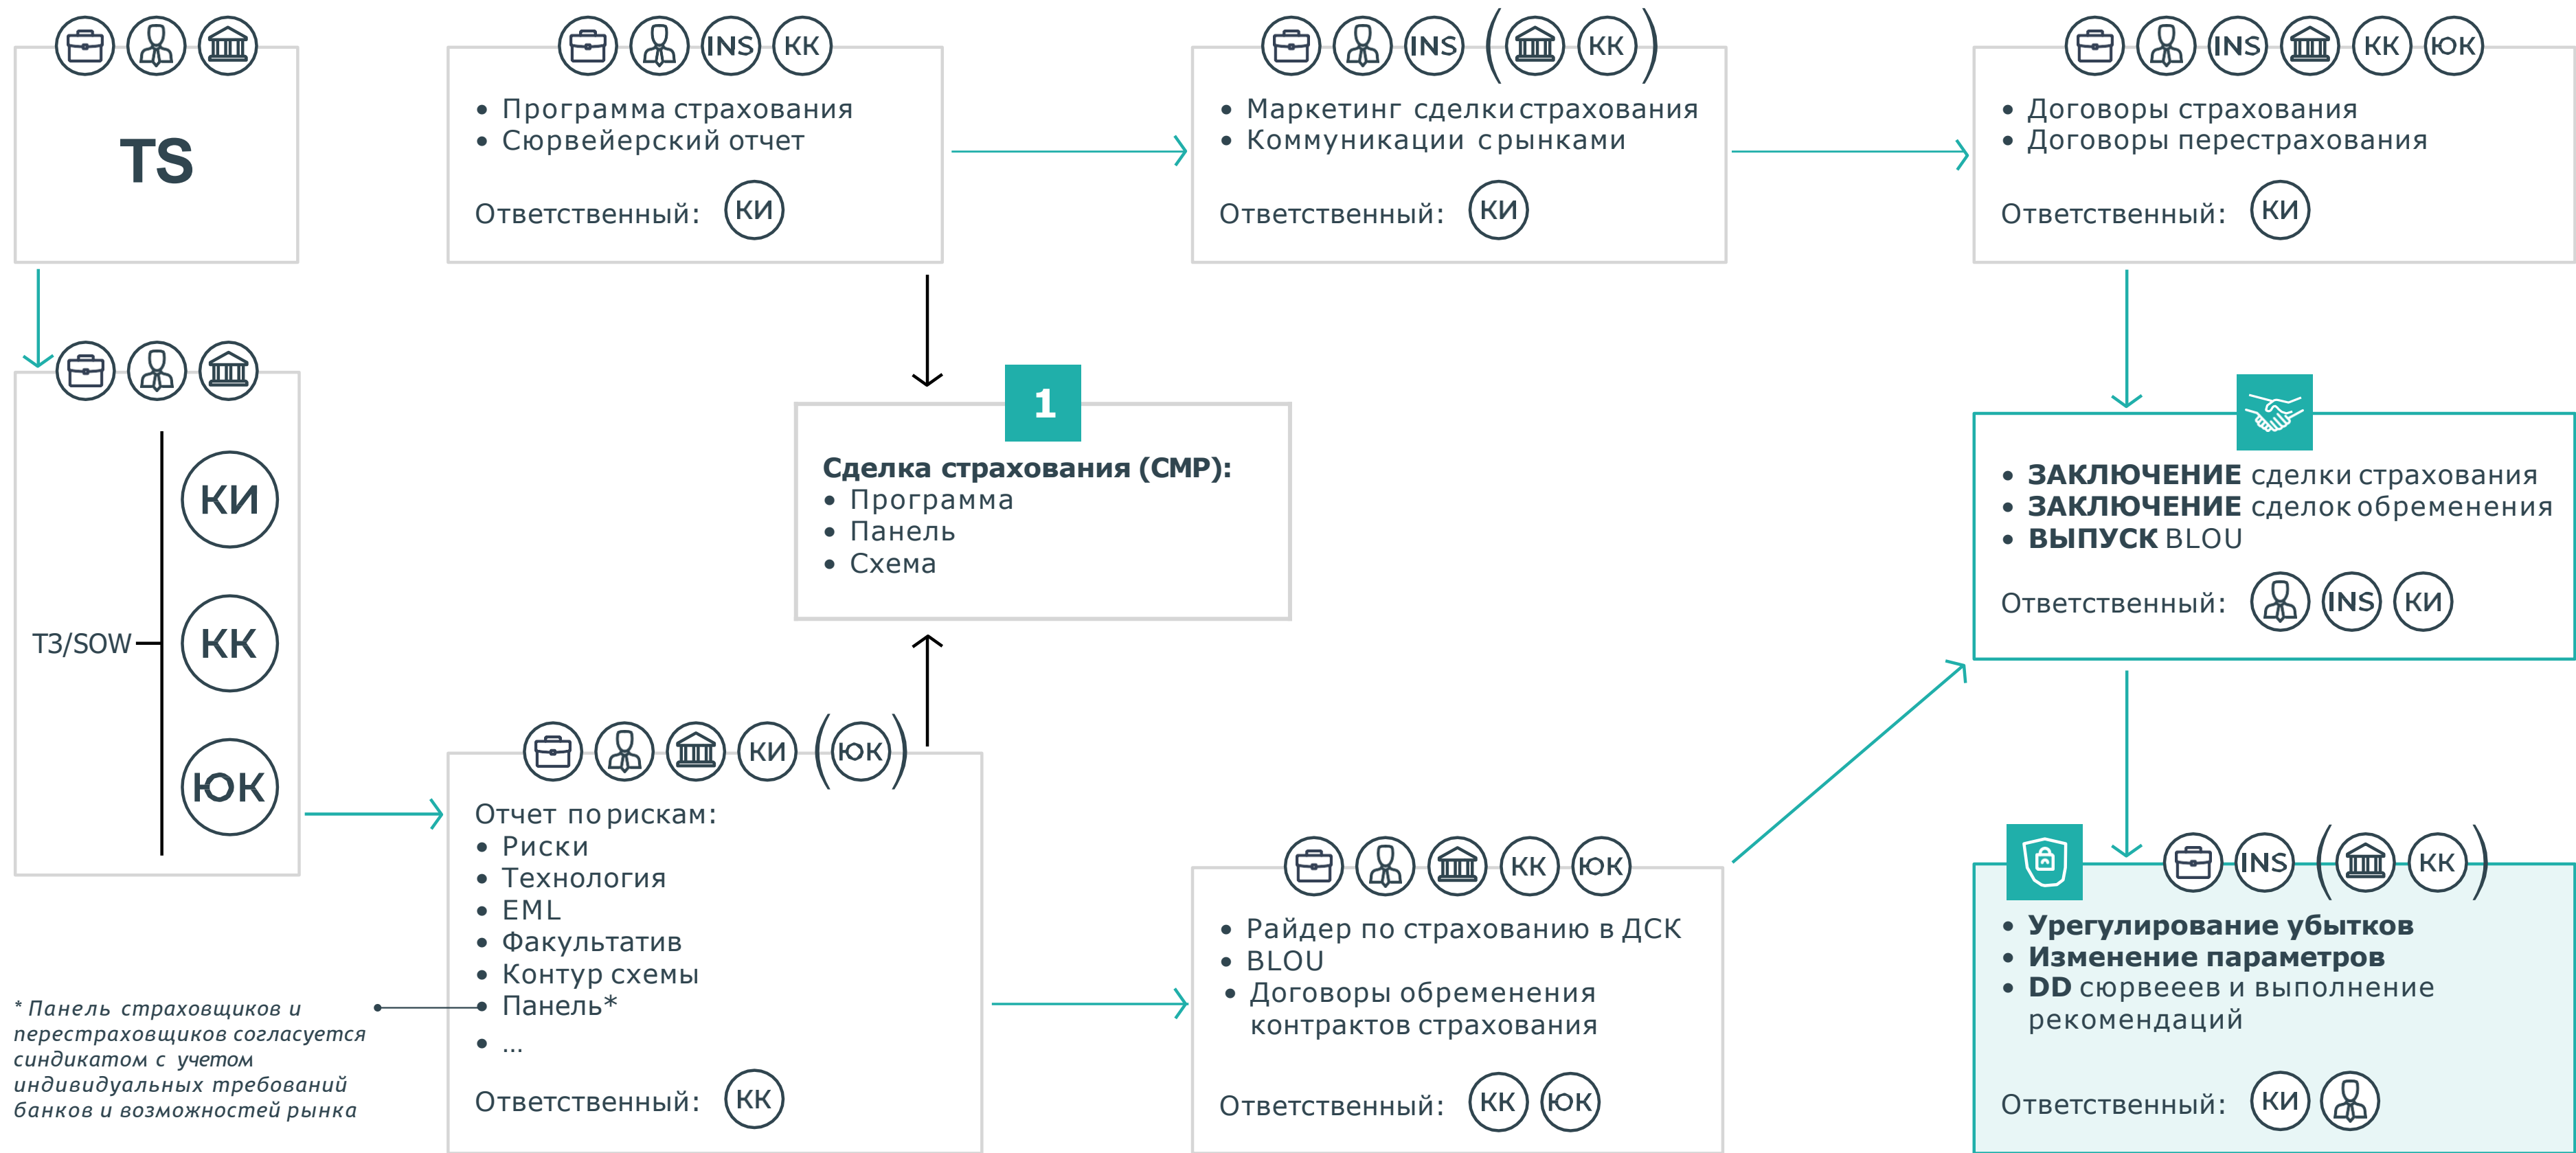 TS
INS
КК
• Программа страхования
• Сюрвейерский отчет
Ответственный: КИ
INS
( КК )
• Маркетинг сделки страхования
• Коммуникации с рынками
Ответственный: КИ
INS
КК
ЮК
• Договоры страхования
• Договоры перестрахования
Ответственный: КИ
ТЗ/SOW
КИ
КК
ЮК
1
Сделка страхования (СМР):
• Программа
• Панель
• Схема
• ЗАКЛЮЧЕНИЕ сделки страхования
• ЗАКЛЮЧЕНИЕ сделок обременения
• ВЫПУСК BLOU
Ответственный: INS КИ
КИ
(ЮК)
Отчет по рискам:
• Риски
• Технология
• EML
• Факультатив
• Контур схемы
• Панель*
• ...
Ответственный: КК
* Панель страховщиков и
перестраховщиков согласуется
синдикатом с учетом
индивидуальных требований
банков и возможностей рынка
КК
ЮК
• Райдер по страхованию в ДСК
• BLOU
• Договоры обременения
контрактов страхования
Ответственный: КК ЮК
INS
( КК )
• Урегулирование убытков
• Изменение параметров
• DD сюрвееев и выполнение
рекомендаций
Ответственный: КИ